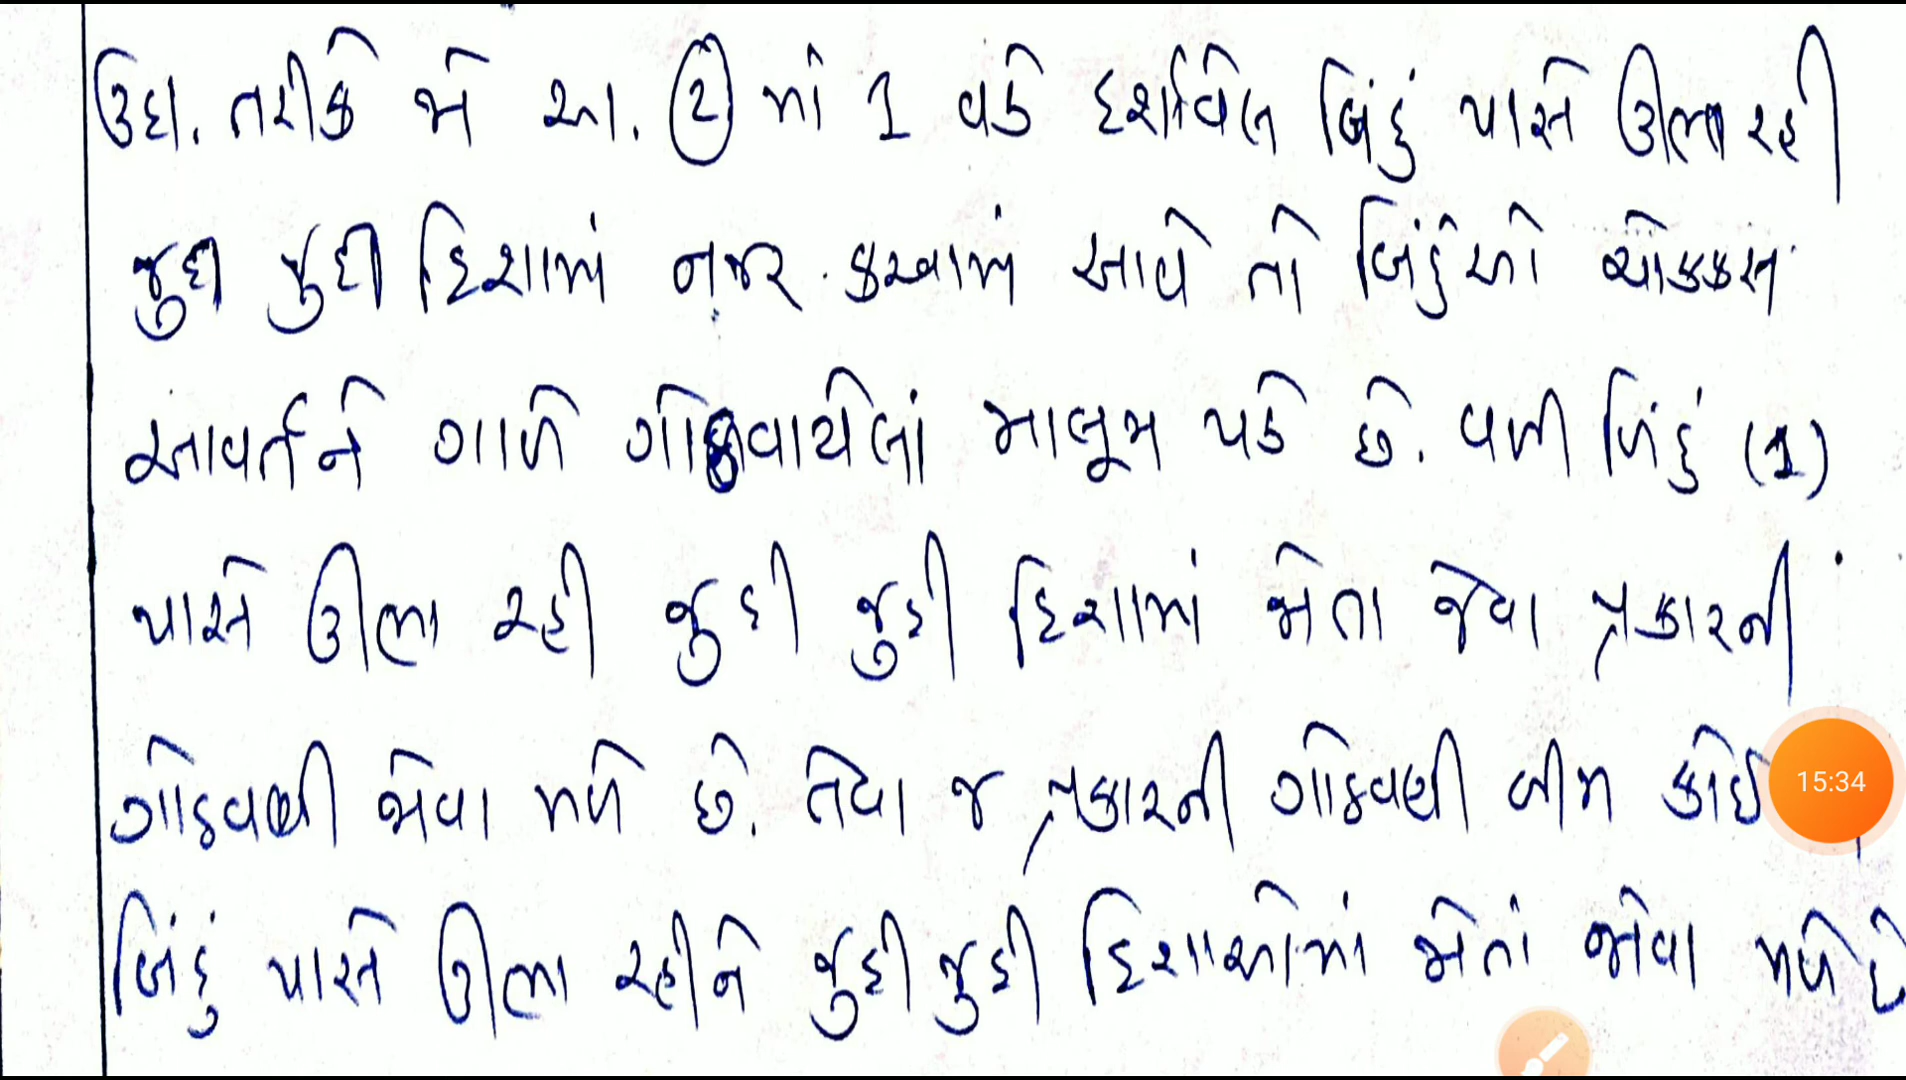 ઉદા. તરીકે જો આ. (2) માં 1 વડે દર્શાવેલ બિંદું પાસે ઊભા રહી
જુદા જુદી દિશામાં નજર કરવામાં આવે તો બિંદુંઓ ચોક્કસ
આવર્તને ગાળે ગોઠવાયેલાં માલૂમ પડે છે. વળી બિંદું (1)
પાસે ઊભા રહી જુદી જુદી દિશામાં જોતા જેવા પ્રકારની
ગોઠવણી જોવા મળે છે. તેવા જ પ્રકારની ગોઠવણી બીજા કોઈ
15:34
બિંદું પાસે ઊભા રહીને જુદી જુદી દિશાઓમાં જોતાં જોવા મળે છે